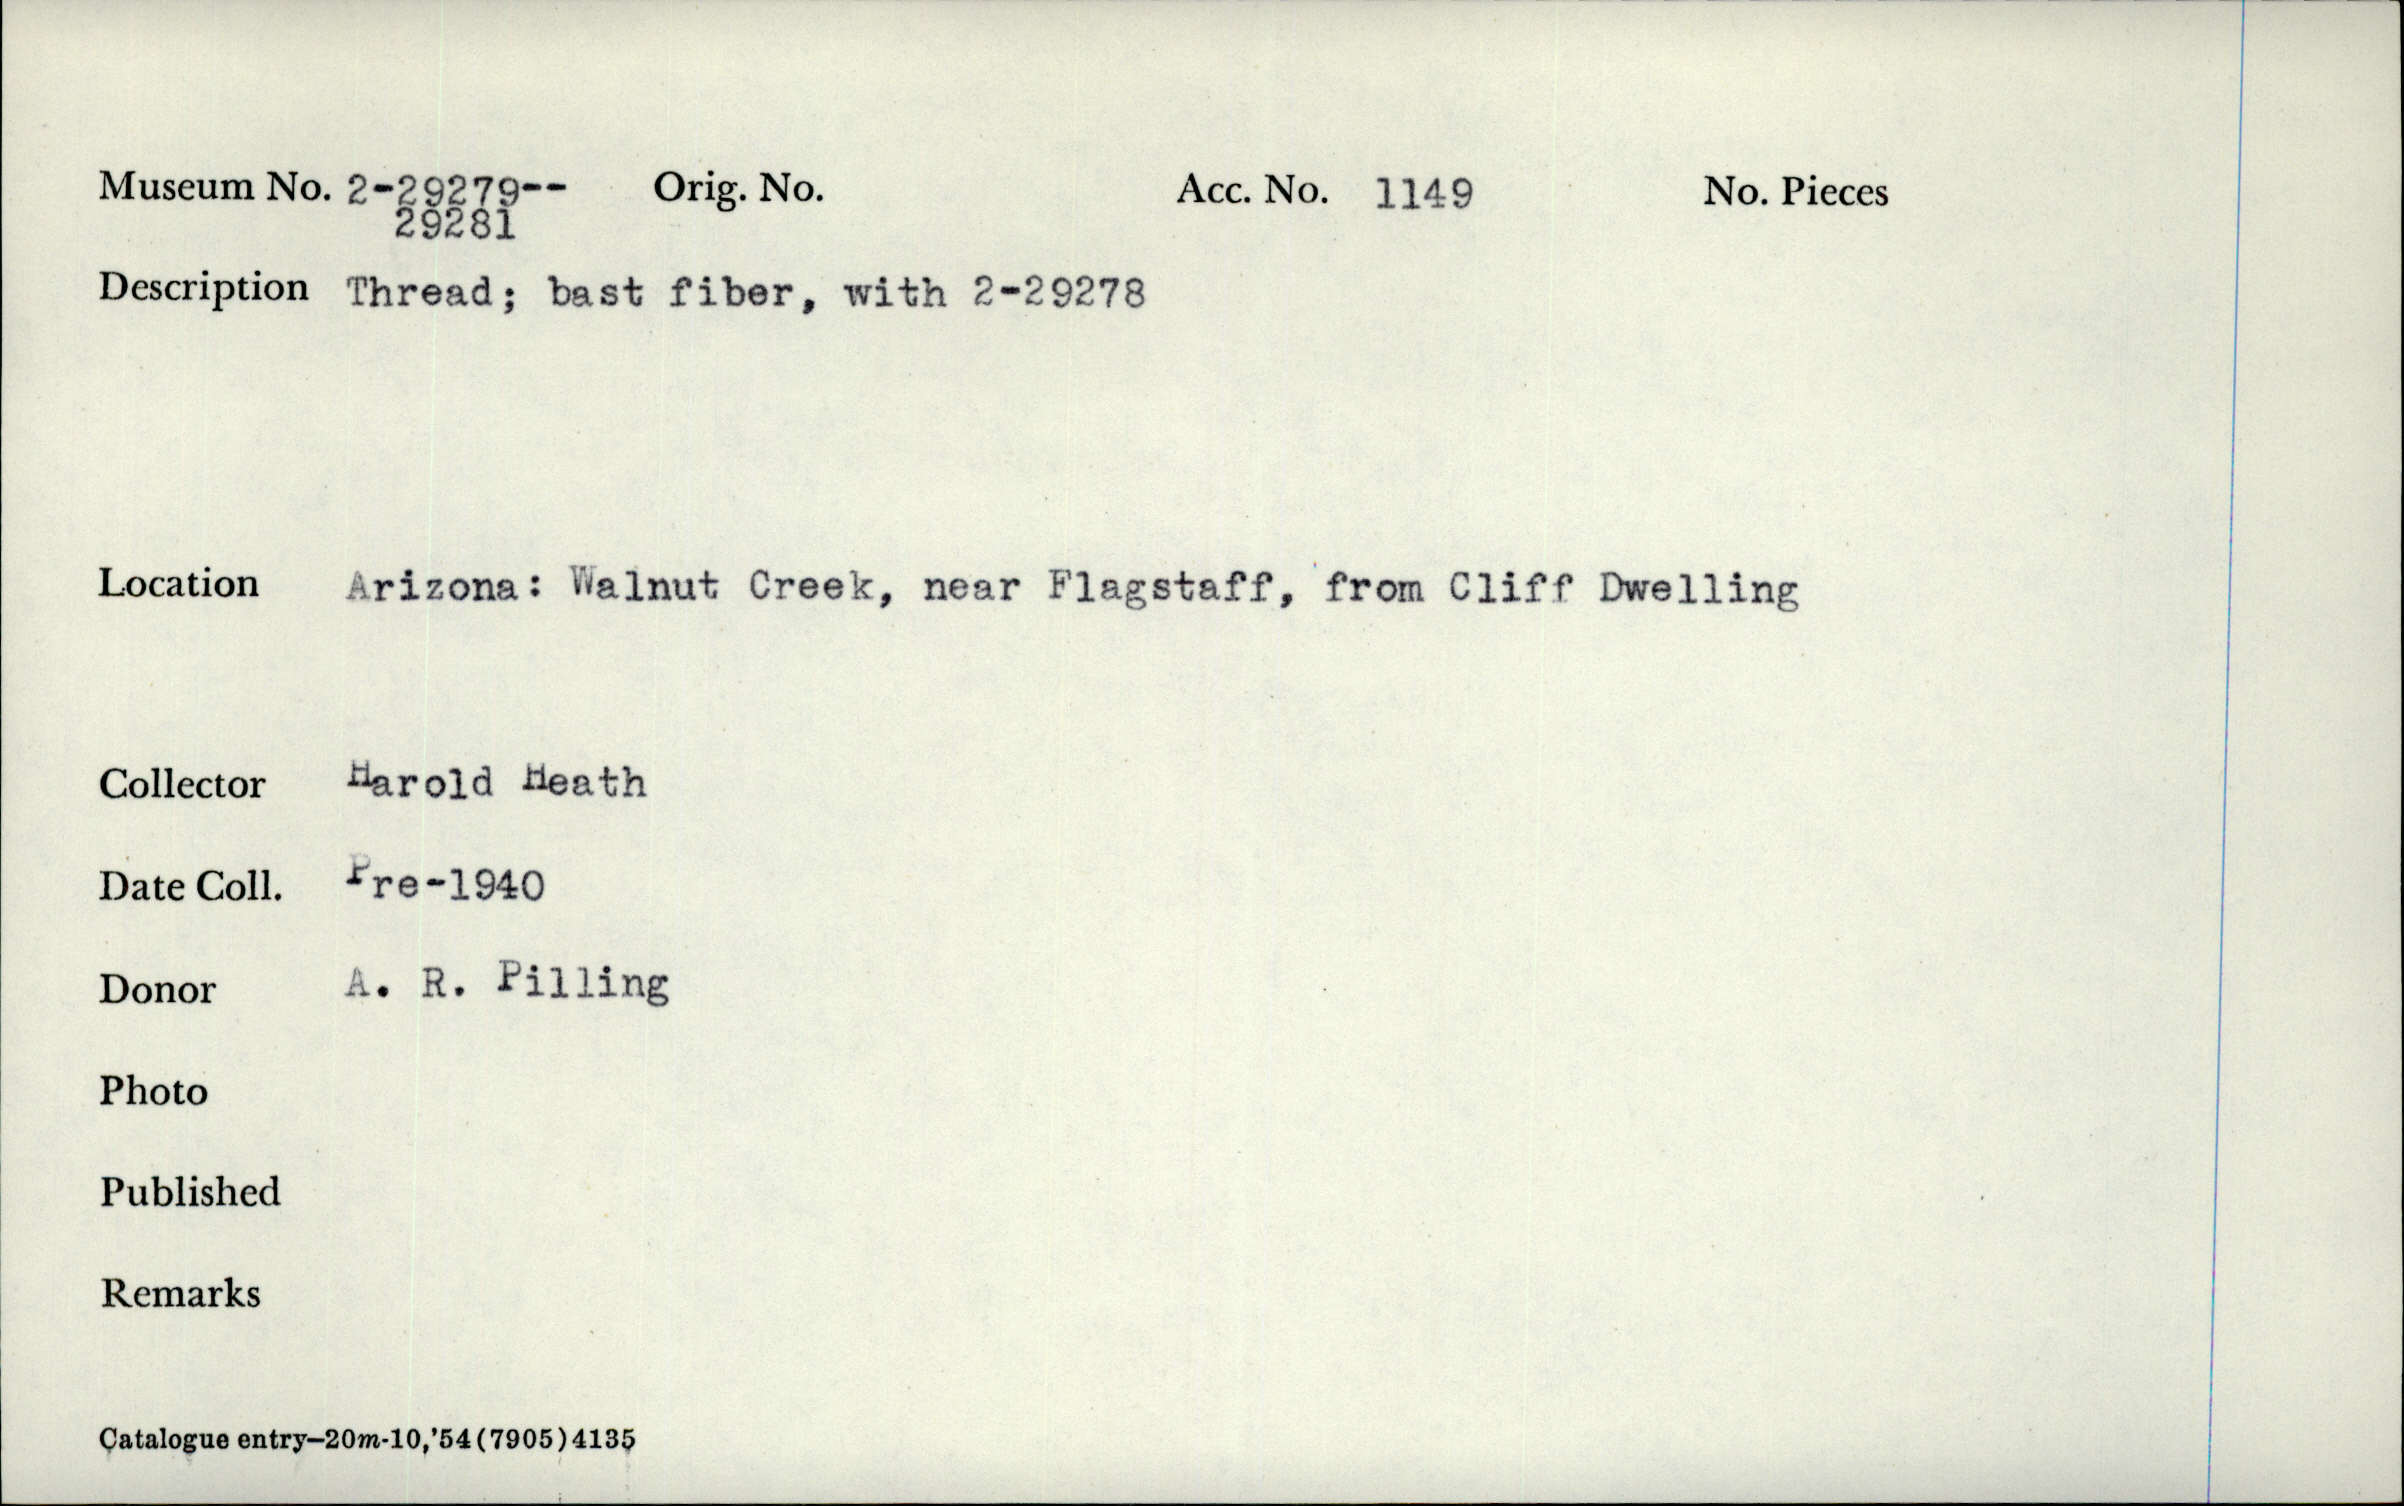 Museum No. 2-29279-- Orig. No. Acc. No. 1149 No. Pieces
29281
Description Thread; bast fiber, with 2-29278
Location Arizona: Walnut Creek, near Flagstaff, from Cliff Dwelling
Collector Harold Heath
Date Coll. Pre-1940
Donor A. R. Pilling
Photo
Published
Remarks
Catalogue entry—20m-10,'54(7905)4135